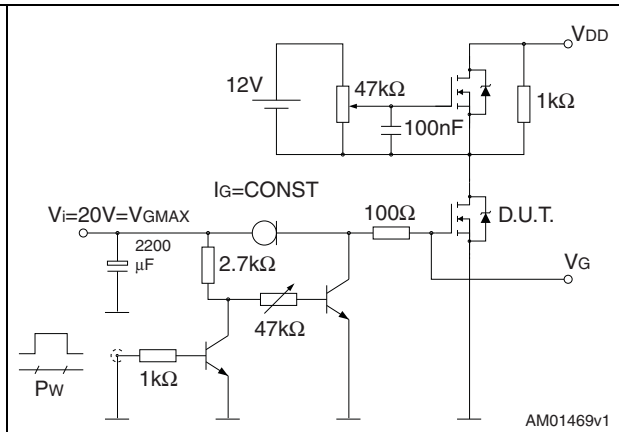 VDD
12V
47kΩ
1kΩ
100nF
IG=CONST
Vi=20V=VGMAX
100Ω
D.U.T.
2200
μF
2.7kΩ
VG
47kΩ
1kΩ
PW
AM01469v1